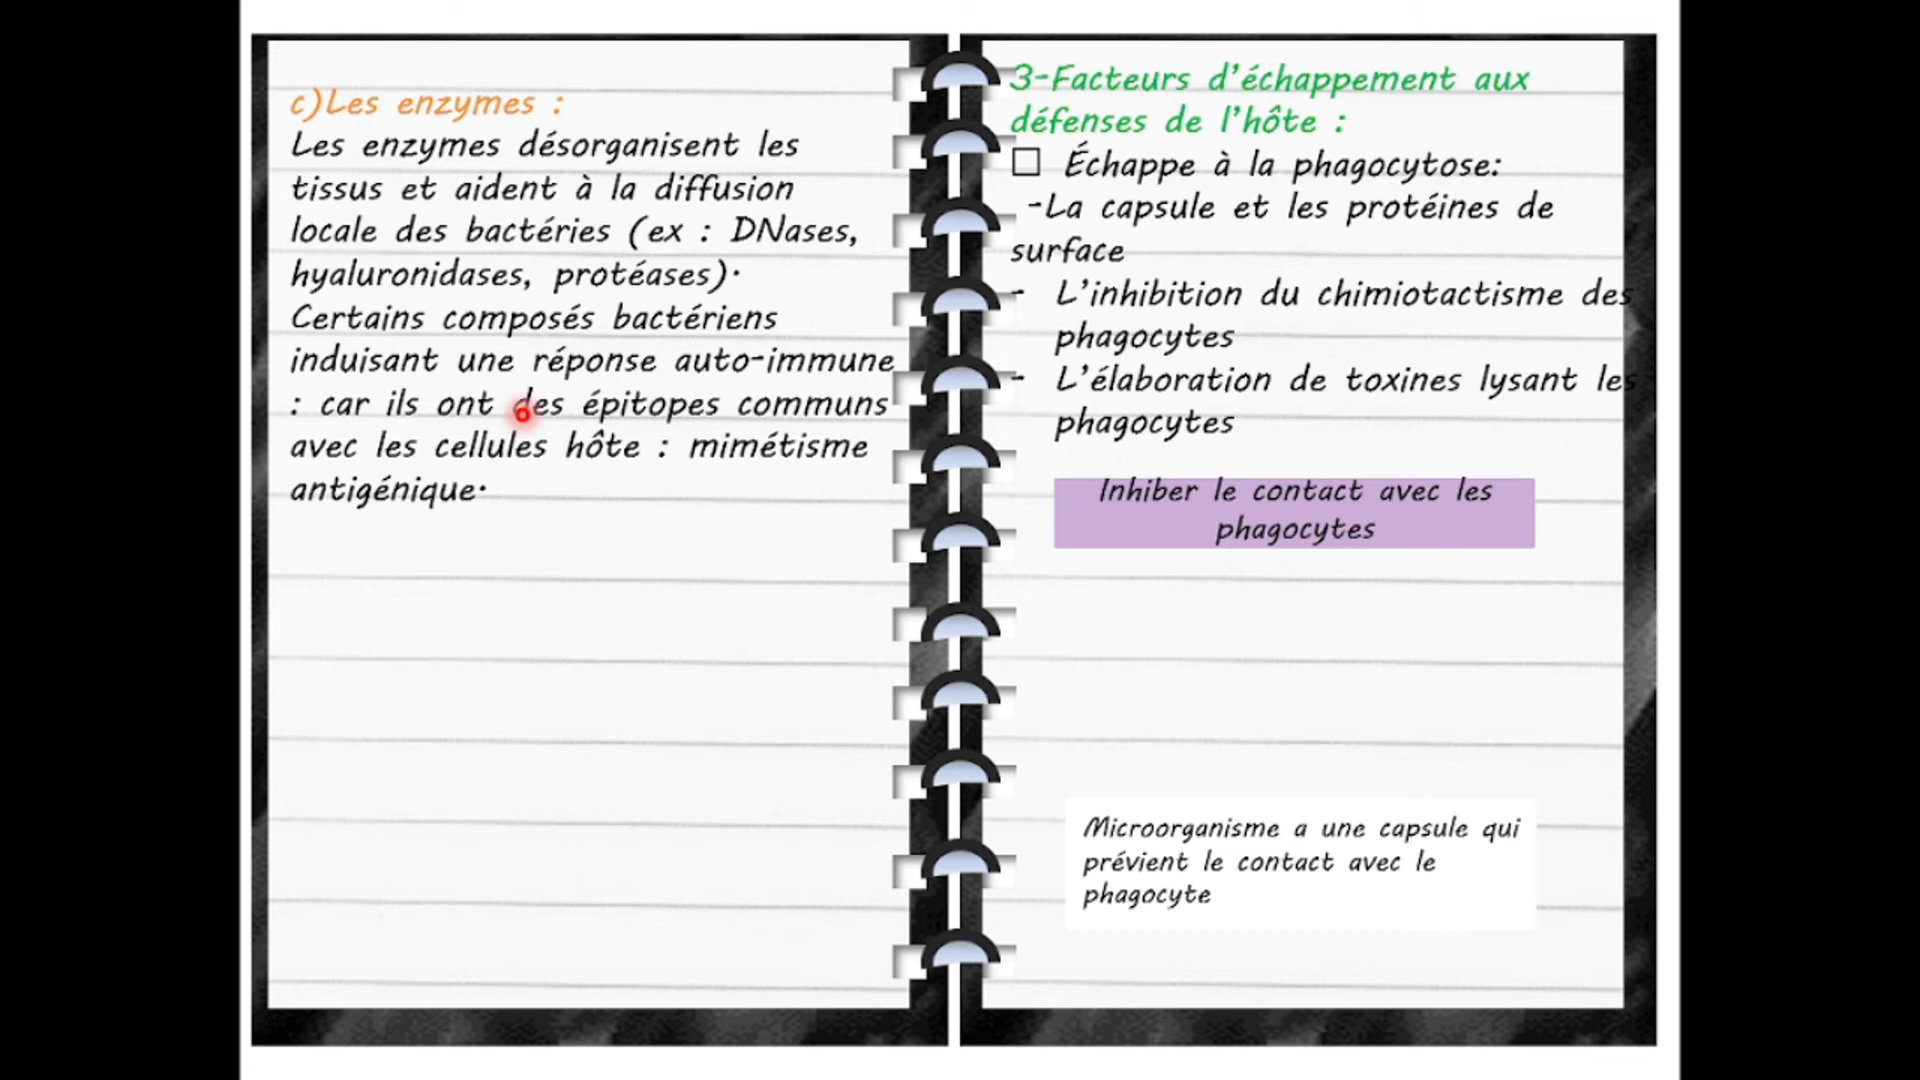 c)Les enzymes :
Les enzymes désorganisent les
tissus et aident à la diffusion
locale des bactéries (ex : DNases,
hyaluronidases, protéases)·
Certains composés bactériens
induisant une réponse auto-immune
: car ils ont des épitopes communs
avec les cellules hôte : mimétisme
antigénique·
3-Facteurs d’échappement aux
défenses de l’hôte :
☐ Échappe à la phagocytose:
-La capsule et les protéines de
surface
- L’inhibition du chimiotactisme des
phagocytes
- L’élaboration de toxines lysant les
phagocytes
Inhiber le contact avec les
phagocytes
Microorganisme a une capsule qui
prévient le contact avec le
phagocyte